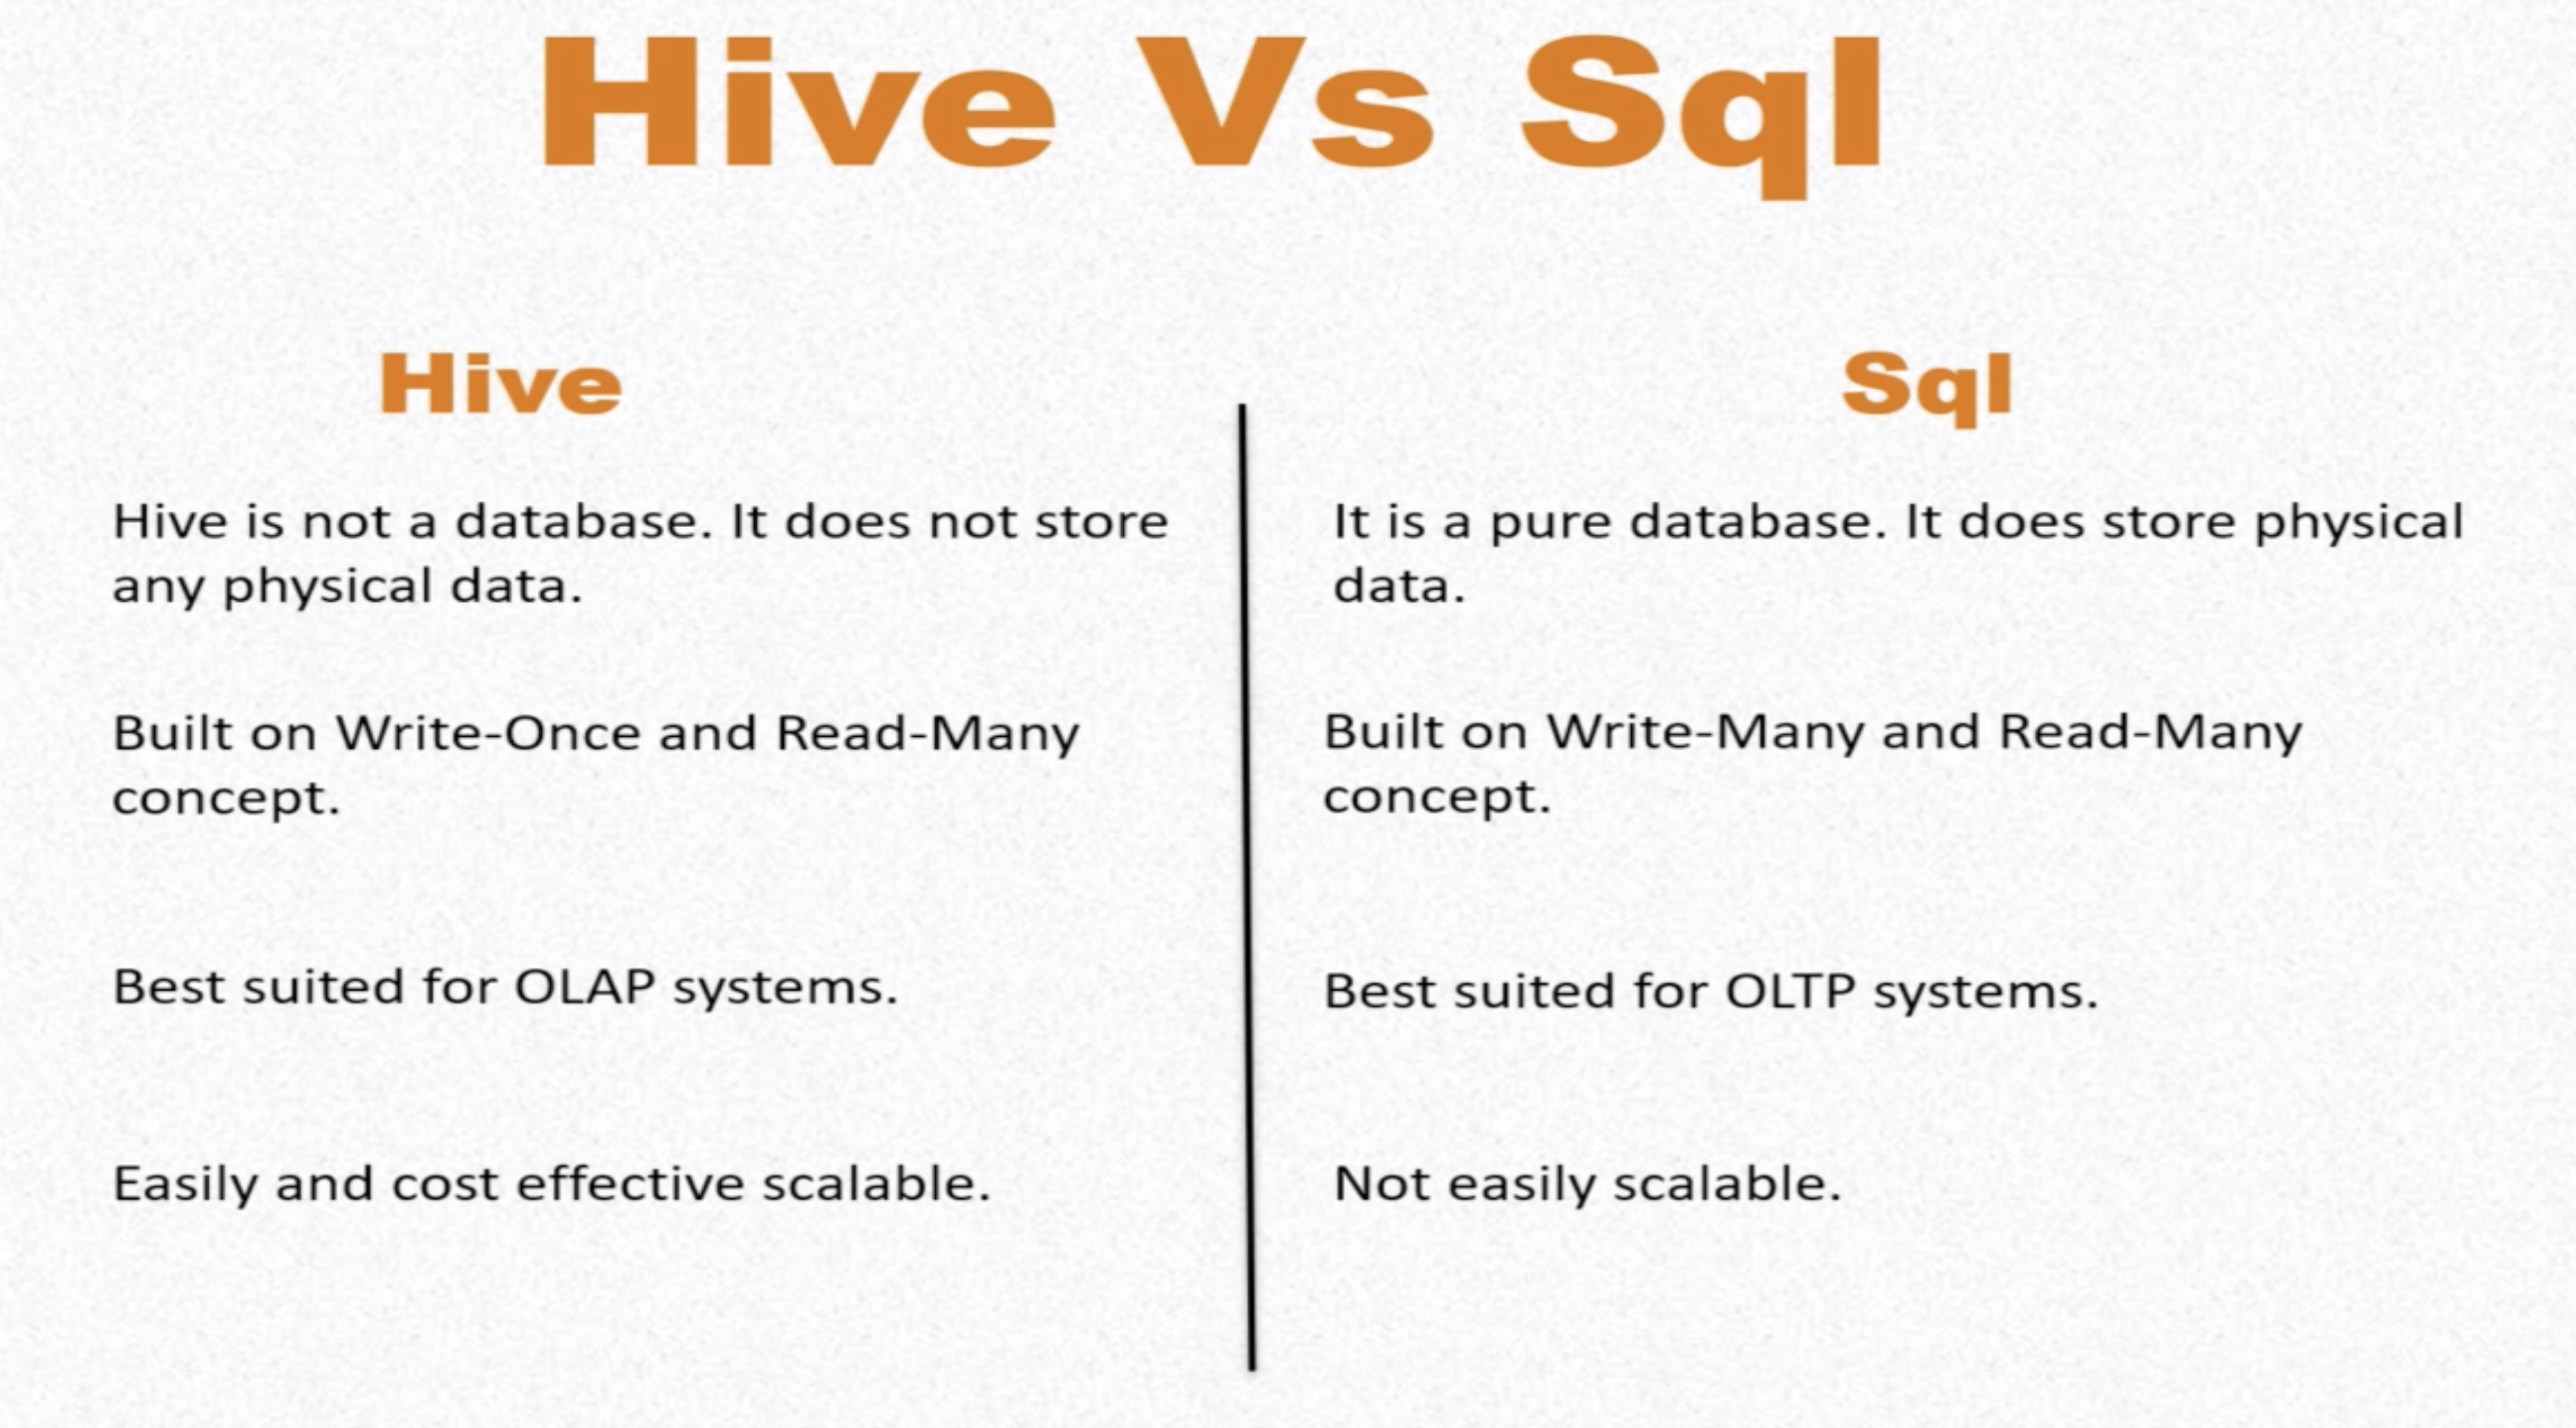 Hive Vs Sql
Hive
Hive is not a database. It does not store
any physical data.
Built on Write-Once and Read-Many
concept.
Best suited for OLAP systems.
Easily and cost effective scalable.
Sql
It is a pure database. It does store physical
data.
Built on Write-Many and Read-Many
concept.
Best suited for OLTP systems.
Not easily scalable.